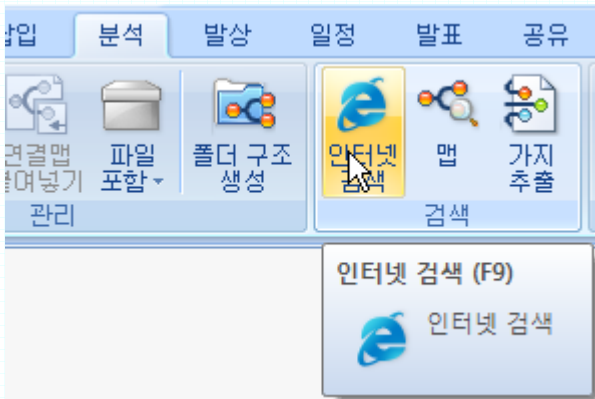 삽입 분석 발상 일정 발표 공유
연결맵 파일 폴더 구조 인터넷 맵 가지
붙여넣기 포함 생성 검색 추출
관리 검색
인터넷 검색 (F9)
인터넷 검색